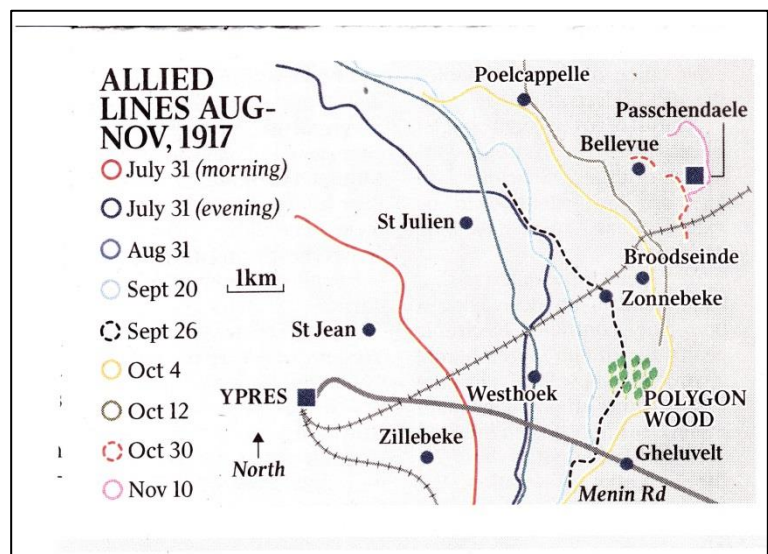 ALLIED
LINES AUG-
NOV, 1917
July 31 (morning)
July 31 (evening)
Aug 31
Sept 20
Sept 26
Oct 4
Oct 12
Oct 30
Nov 10
1km
Poelcappelle
Passchendaele
Bellevue
St Julien
Broodseinde
Zonnebeke
St Jean
YPRES
Westhoek
POLYGON
WOOD
Zillebeke
North
Gheluvelt
Menin Rd